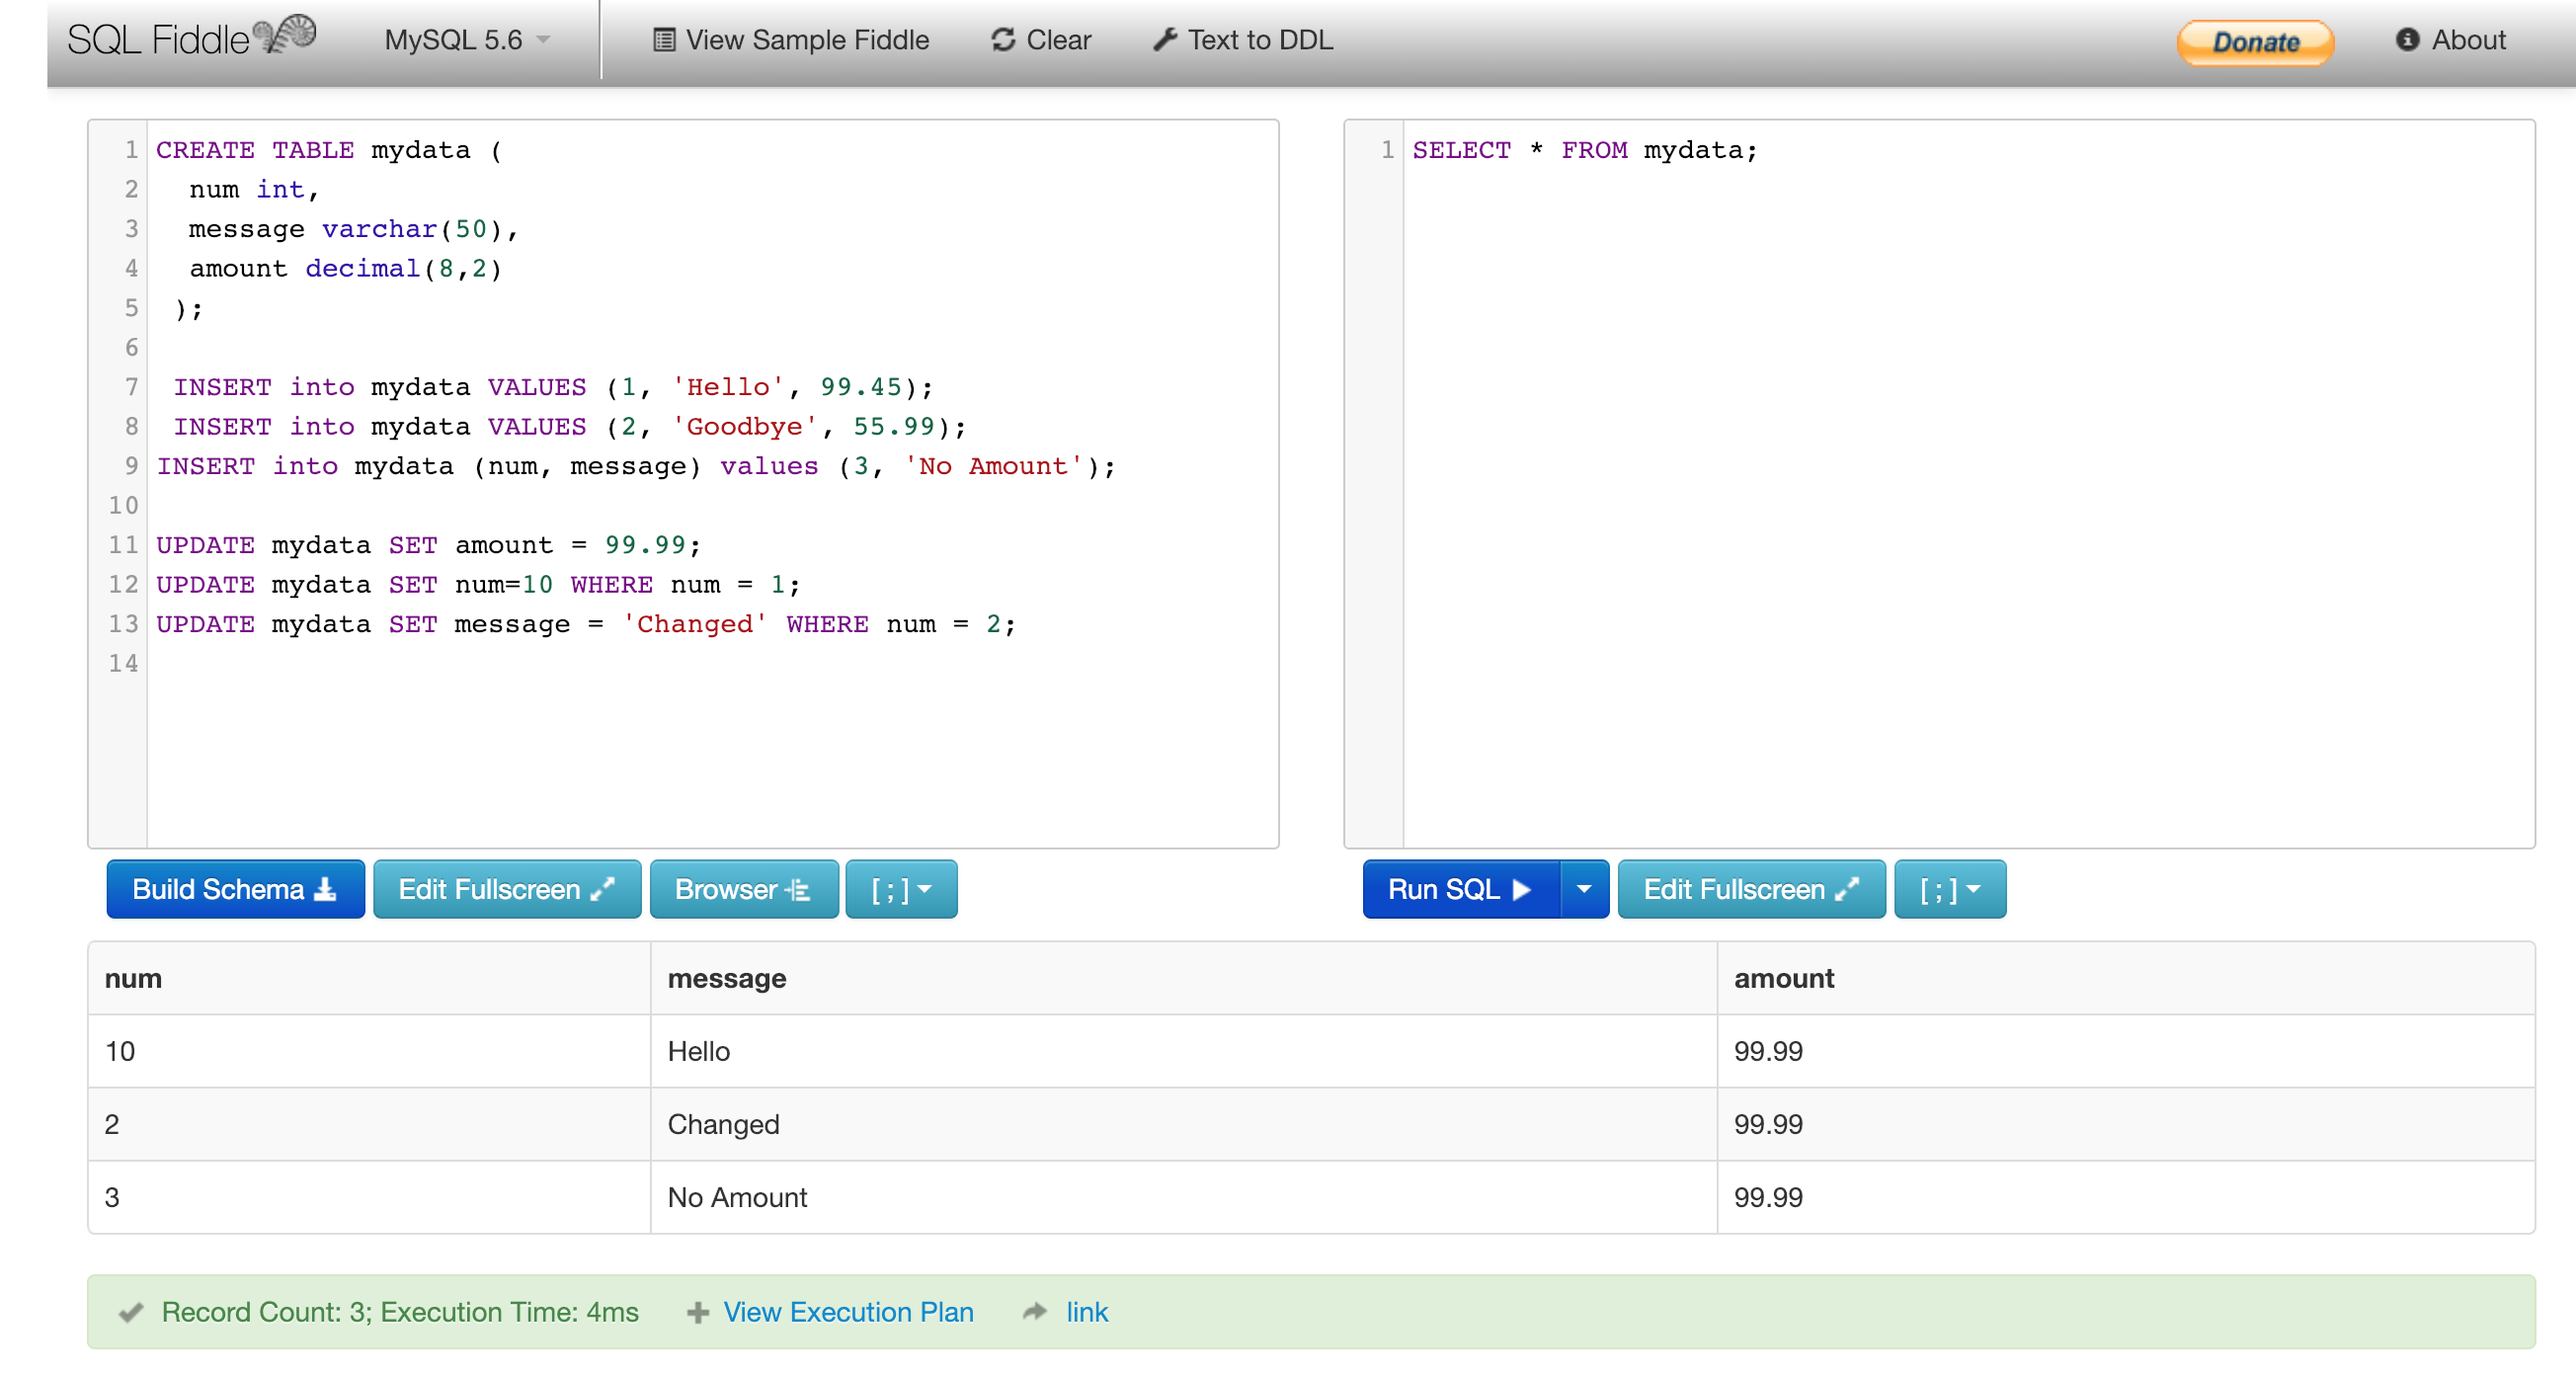 SQL Fiddle MySQL 5.6 View Sample Fiddle Clear Text to DDL Donate About
1 CREATE TABLE mydata (
2 num int,
3 message varchar(50),
4 amount decimal(8,2)
5 );
6
7 INSERT into mydata VALUES (1, 'Hello', 99.45);
8 INSERT into mydata VALUES (2, 'Goodbye', 55.99);
9 INSERT into mydata (num, message) values (3, 'No Amount');
10
11 UPDATE mydata SET amount = 99.99;
12 UPDATE mydata SET num=10 WHERE num = 1;
13 UPDATE mydata SET message = 'Changed' WHERE num = 2;
14
1 SELECT * FROM mydata;
Build Schema Edit Fullscreen Browser [ ; ]
Run SQL Edit Fullscreen [ ; ]
num message amount
10 Hello 99.99
2 Changed 99.99
3 No Amount 99.99
Record Count: 3; Execution Time: 4ms View Execution Plan link